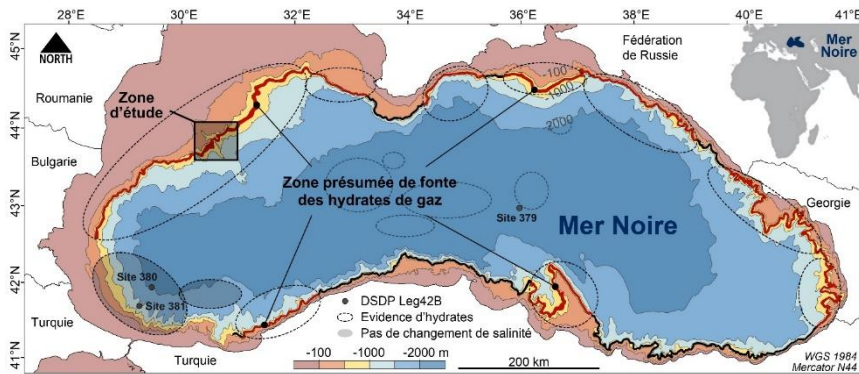 28°E 30°E 32°E 34°E 36°E 38°E 40°E 41°E
45°N
44°N
43°N
42°N
41°N
NORTH
Fédération
de Russie
Mer
Noire
-100
1000
2000
Roumanie
Zone
d'étude
Bulgarie
Zone présumée de fonte
des hydrates de gaz
Site 379
Géorgie
Mer Noire
Site 380
Site 381
DSDP Leg42B
Evidence d'hydrates
Pas de changement de salinité
Turquie
Turquie
-100 -1000 -2000 m
200 km
WGS 1984
Mercator N44